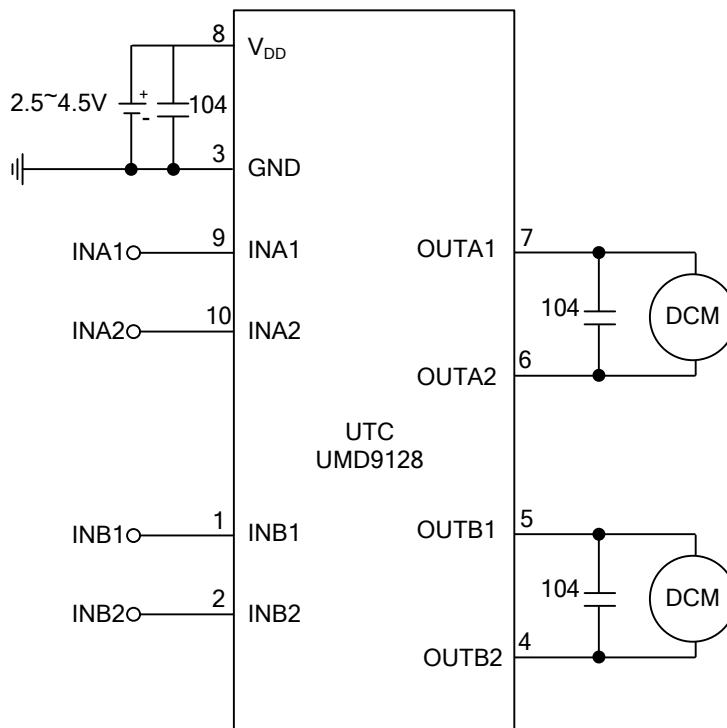 8
V_DD
2.5~4.5V
+
-
104
3
GND
INA1
9
INA1
OUTA1
7
INA2
10
INA2
104
DCM
OUTA2
6
UTC
UMD9128
INB1
1
INB1
OUTB1
5
INB2
2
INB2
104
DCM
OUTB2
4